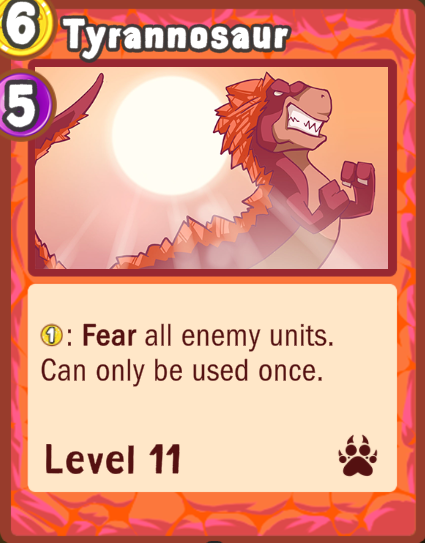 6 Tyrannosaur
5
1: Fear all enemy units.
Can only be used once.
Level 11